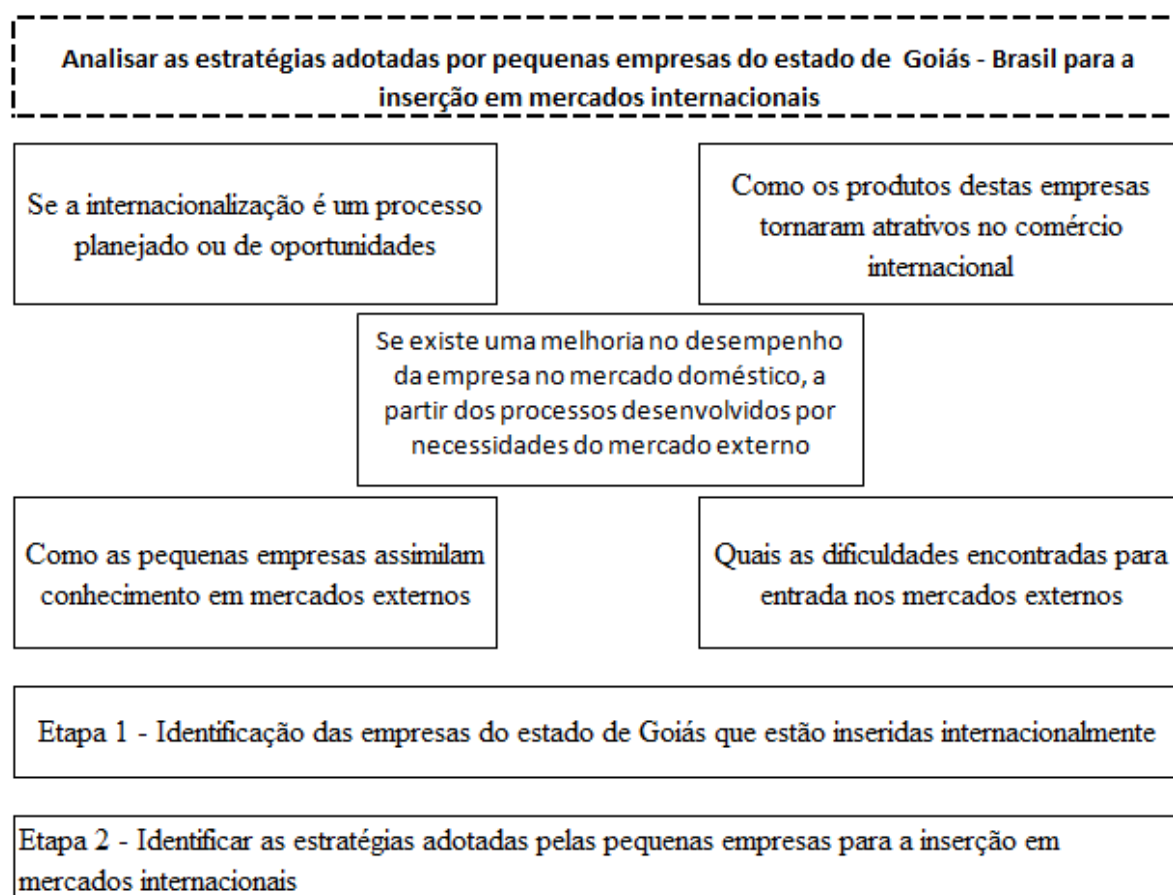 Analisar as estratégias adotadas por pequenas empresas do estado de Goiás - Brasil para a
inserção em mercados internacionais
Se a internacionalização é um processo
planejado ou de oportunidades
Como os produtos destas empresas
tornaram atrativos no comércio
internacional
Se existe uma melhoria no desempenho
da empresa no mercado doméstico, a
partir dos processos desenvolvidos por
necessidades do mercado externo
Como as pequenas empresas assimilam
conhecimento em mercados externos
Quais as dificuldades encontradas para
entrada nos mercados externos
Etapa 1 - Identificação das empresas do estado de Goiás que estão inseridas internacionalmente
Etapa 2 - Identificar as estratégias adotadas pelas pequenas empresas para a inserção em
mercados internacionais